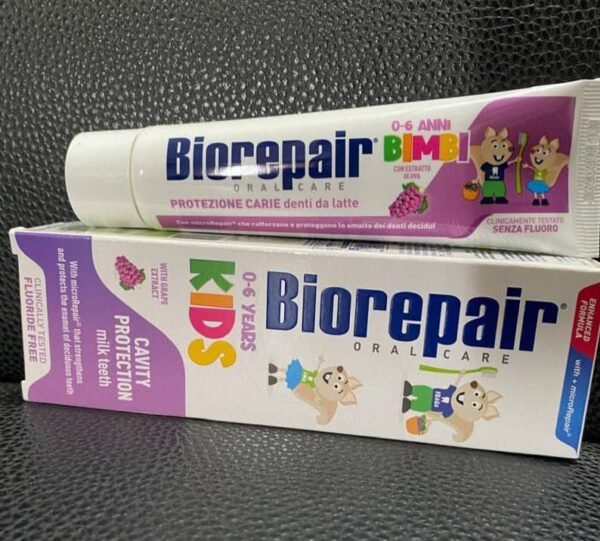 Biorepair®
ORAL CARE
0-6 ANNI
BIMBI
CON ESTRATTO
DI UVA
PROTEZIONE CARIE denti da latte
Con microRepair® che rafforzano e proteggono lo smalto dei denti decidui
CLINICAMENTE TESTATO
SENZA FLUORO
Biorepair®
ORAL CARE
ENHANCED
FORMULA
with + microRepair®
0-6 YEARS
KIDS
WITH GRAPE
EXTRACT
CAVITY
PROTECTION
milk teeth
With microRepair® that strengthens
and protects the enamel of deciduous teeth
CLINICALLY TESTED
FLUORIDE FREE